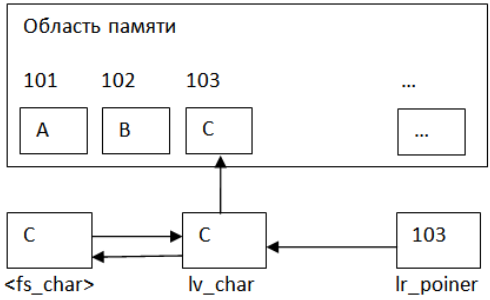 Область памяти
101 102 103 ...
A B C ...
C C 103
<fs_char> lv_char lr_poiner